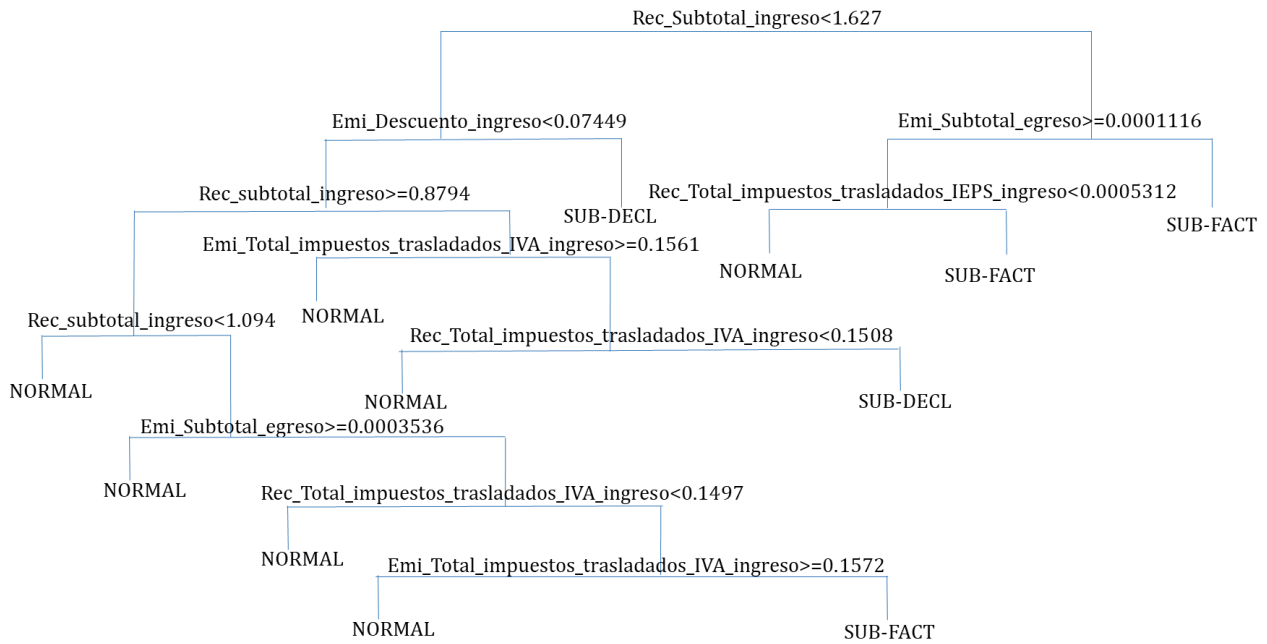 Rec_Subtotal_ingreso<1.627
Emi_Descuento_ingreso<0.07449
Emi_Subtotal_egreso>=0.0001116
Rec_subtotal_ingreso>=0.8794
Rec_Total_impuestos_trasladados_IEPS_ingreso<0.0005312
SUB-DECL
SUB-FACT
Emi_Total_impuestos_trasladados_IVA_ingreso>=0.1561
NORMAL
SUB-FACT
NORMAL
Rec_subtotal_ingreso<1.094
Rec_Total_impuestos_trasladados_IVA_ingreso<0.1508
NORMAL
NORMAL
SUB-DECL
Emi_Subtotal_egreso>=0.0003536
NORMAL
Rec_Total_impuestos_trasladados_IVA_ingreso<0.1497
NORMAL
Emi_Total_impuestos_trasladados_IVA_ingreso>=0.1572
NORMAL
SUB-FACT